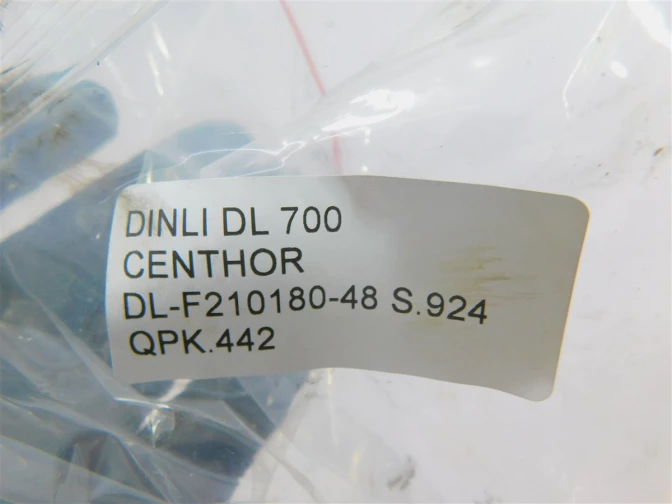 DINLI DL 700
CENTHOR
DL-F210180-48 S.924
QPK.442